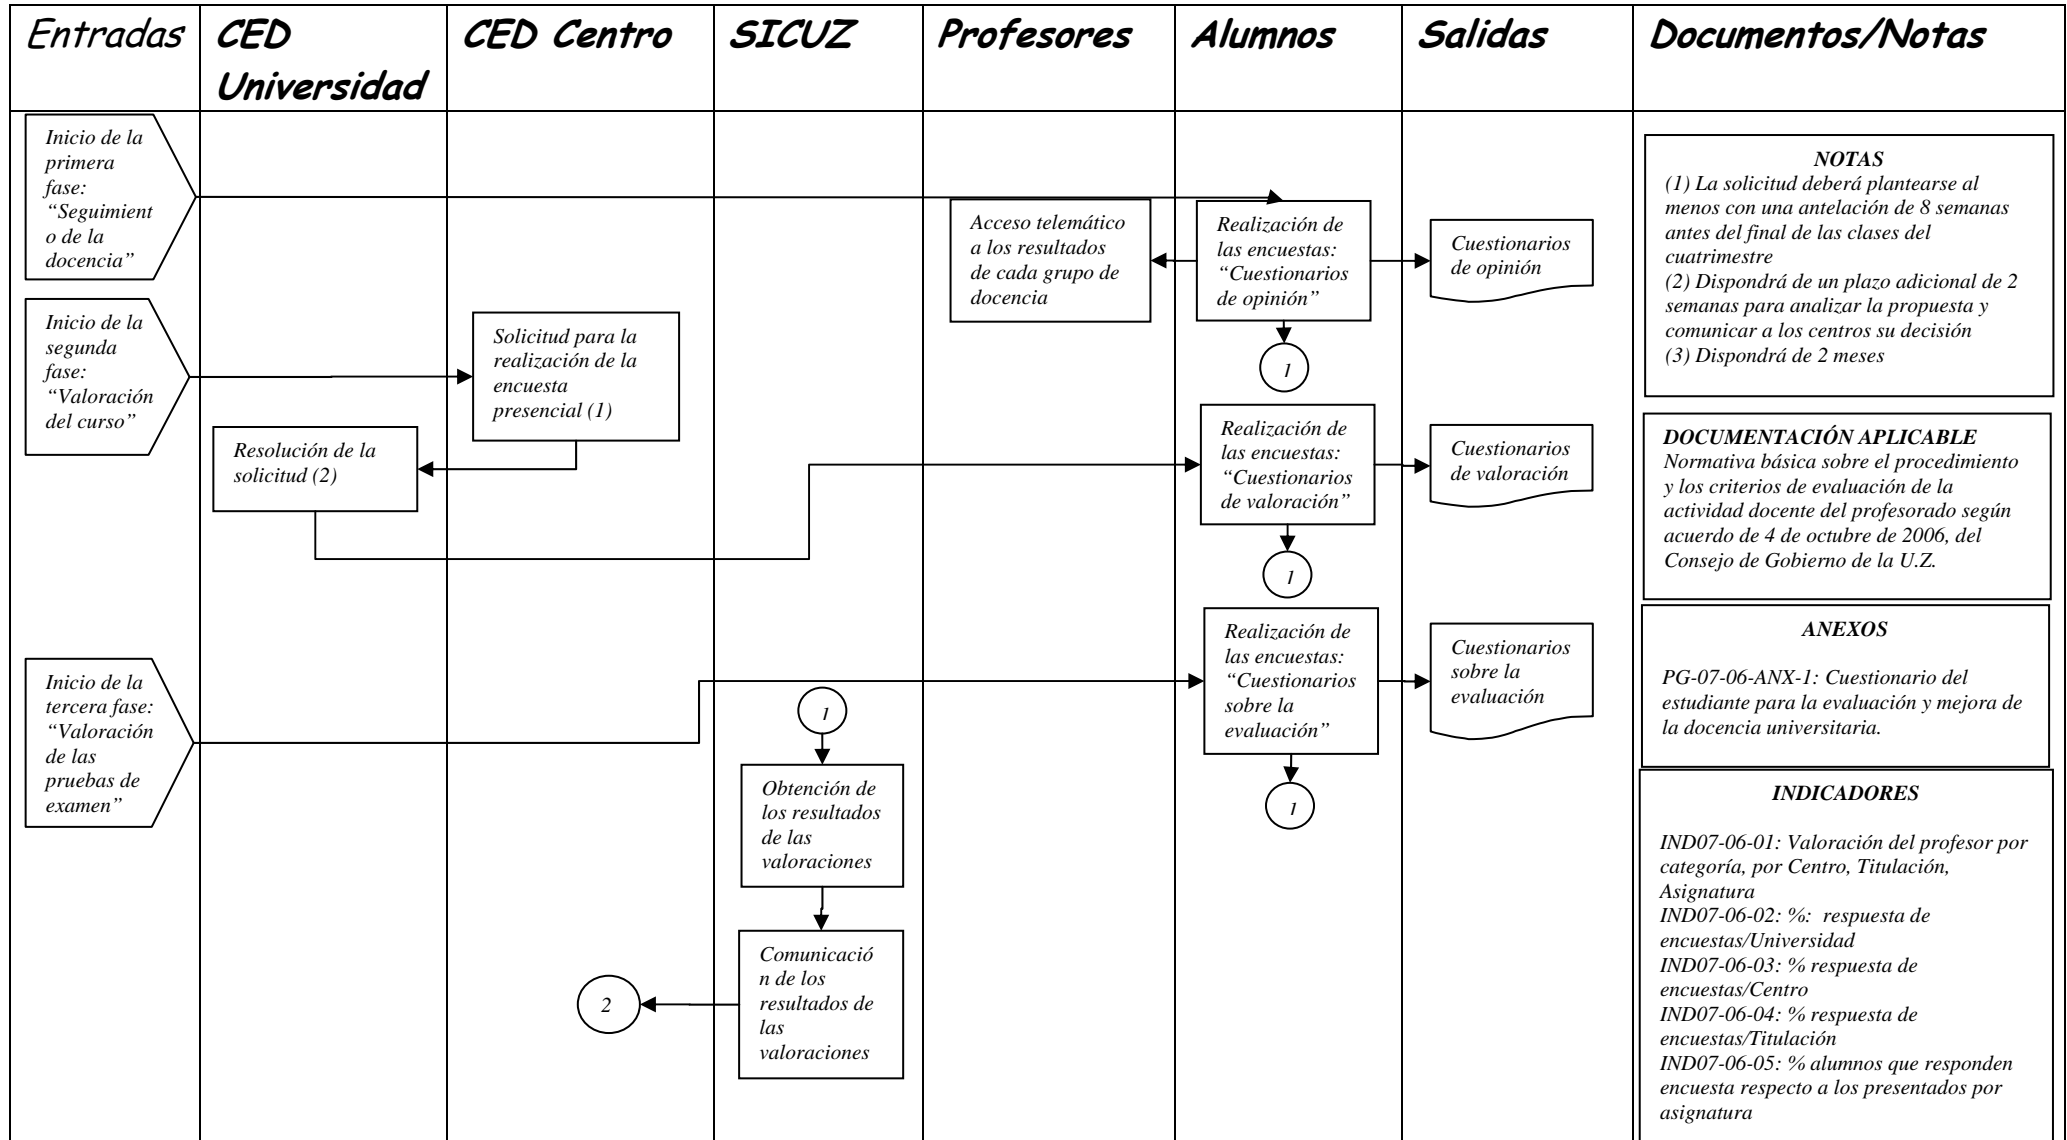 Entradas
CED
Universidad
CED Centro
SICUZ
Profesores
Alumnos
Salidas
Documentos/Notas
Inicio de la
primera
fase:
“Seguimient
o de la
docencia”
Acceso telemático
a los resultados
de cada grupo de
docencia
Realización de
las encuestas:
“Cuestionarios
de opinión”
Cuestionarios
de opinión
1
Inicio de la
segunda
fase:
“Valoración
del curso”
Solicitud para la
realización de la
encuesta
presencial (1)
Resolución de la
solicitud (2)
Realización de
las encuestas:
“Cuestionarios
de valoración”
Cuestionarios
de valoración
1
Inicio de la
tercera fase:
“Valoración
de las
pruebas de
examen”
Realización de
las encuestas:
“Cuestionarios
sobre la
evaluación”
Cuestionarios
sobre la
evaluación
1
1
Obtención de
los resultados
de las
valoraciones
Comunicació
n de los
resultados de
las
valoraciones
2
NOTAS
(1) La solicitud deberá plantearse al
menos con una antelación de 8 semanas
antes del final de las clases del
cuatrimestre
(2) Dispondrá de un plazo adicional de 2
semanas para analizar la propuesta y
comunicar a los centros su decisión
(3) Dispondrá de 2 meses
DOCUMENTACIÓN APLICABLE
Normativa básica sobre el procedimiento
y los criterios de evaluación de la
actividad docente del profesorado según
acuerdo de 4 de octubre de 2006, del
Consejo de Gobierno de la U.Z.
ANEXOS
PG-07-06-ANX-1: Cuestionario del
estudiante para la evaluación y mejora de
la docencia universitaria.
INDICADORES
IND07-06-01: Valoración del profesor por
categoría, por Centro, Titulación,
Asignatura
IND07-06-02: %: respuesta de
encuestas/Universidad
IND07-06-03: % respuesta de
encuestas/Centro
IND07-06-04: % respuesta de
encuestas/Titulación
IND07-06-05: % alumnos que responden
encuesta respecto a los presentados por
asignatura